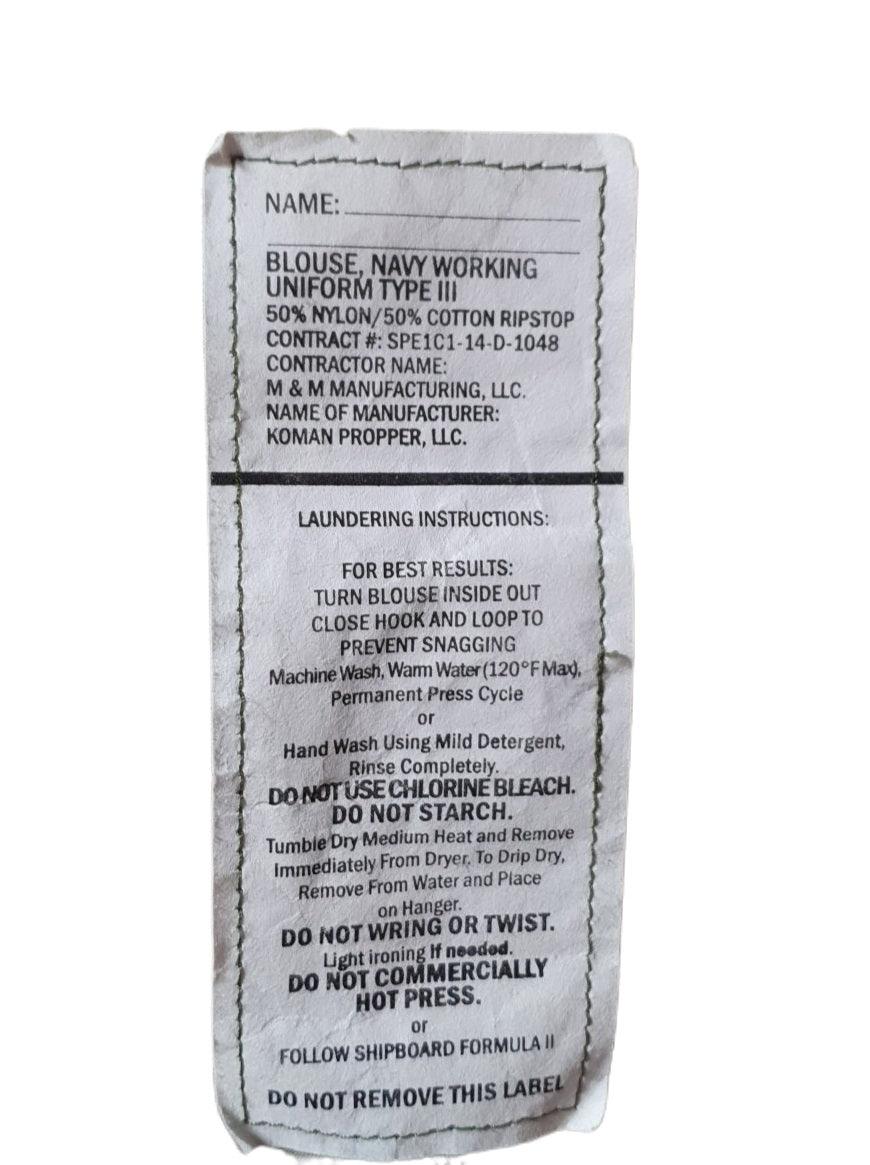 NAME:
BLOUSE, NAVY WORKING
UNIFORM TYPE III
50% NYLON/50% COTTON RIPSTOP
CONTRACT #: SPE1C1-14-D-1048
CONTRACTOR NAME:
M & M MANUFACTURING, LLC.
NAME OF MANUFACTURER:
KOMAN PROPPER, LLC.
LAUNDERING INSTRUCTIONS:
FOR BEST RESULTS:
TURN BLOUSE INSIDE OUT
CLOSE HOOK AND LOOP TO
PREVENT SNAGGING
Machine Wash, Warm Water (120°F Max),
Permanent Press Cycle
or
Hand Wash Using Mild Detergent,
Rinse Completely.
DO NOT USE CHLORINE BLEACH.
DO NOT STARCH.
Tumble Dry Medium Heat and Remove
Immediately From Dryer. To Drip Dry,
Remove From Water and Place
on Hanger.
DO NOT WRING OR TWIST.
Light ironing If needed.
DO NOT COMMERCIALLY
HOT PRESS.
or
FOLLOW SHIPBOARD FORMULA II
DO NOT REMOVE THIS LABEL